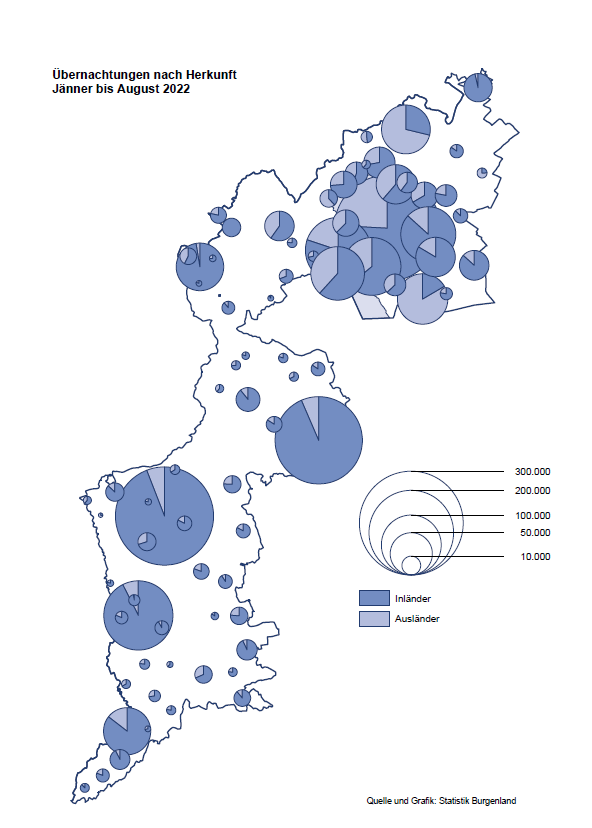 Übernachtungen nach Herkunft
Jänner bis August 2022
300.000
200.000
100.000
50.000
10.000
Inländer
Ausländer
Quelle und Grafik: Statistik Burgenland